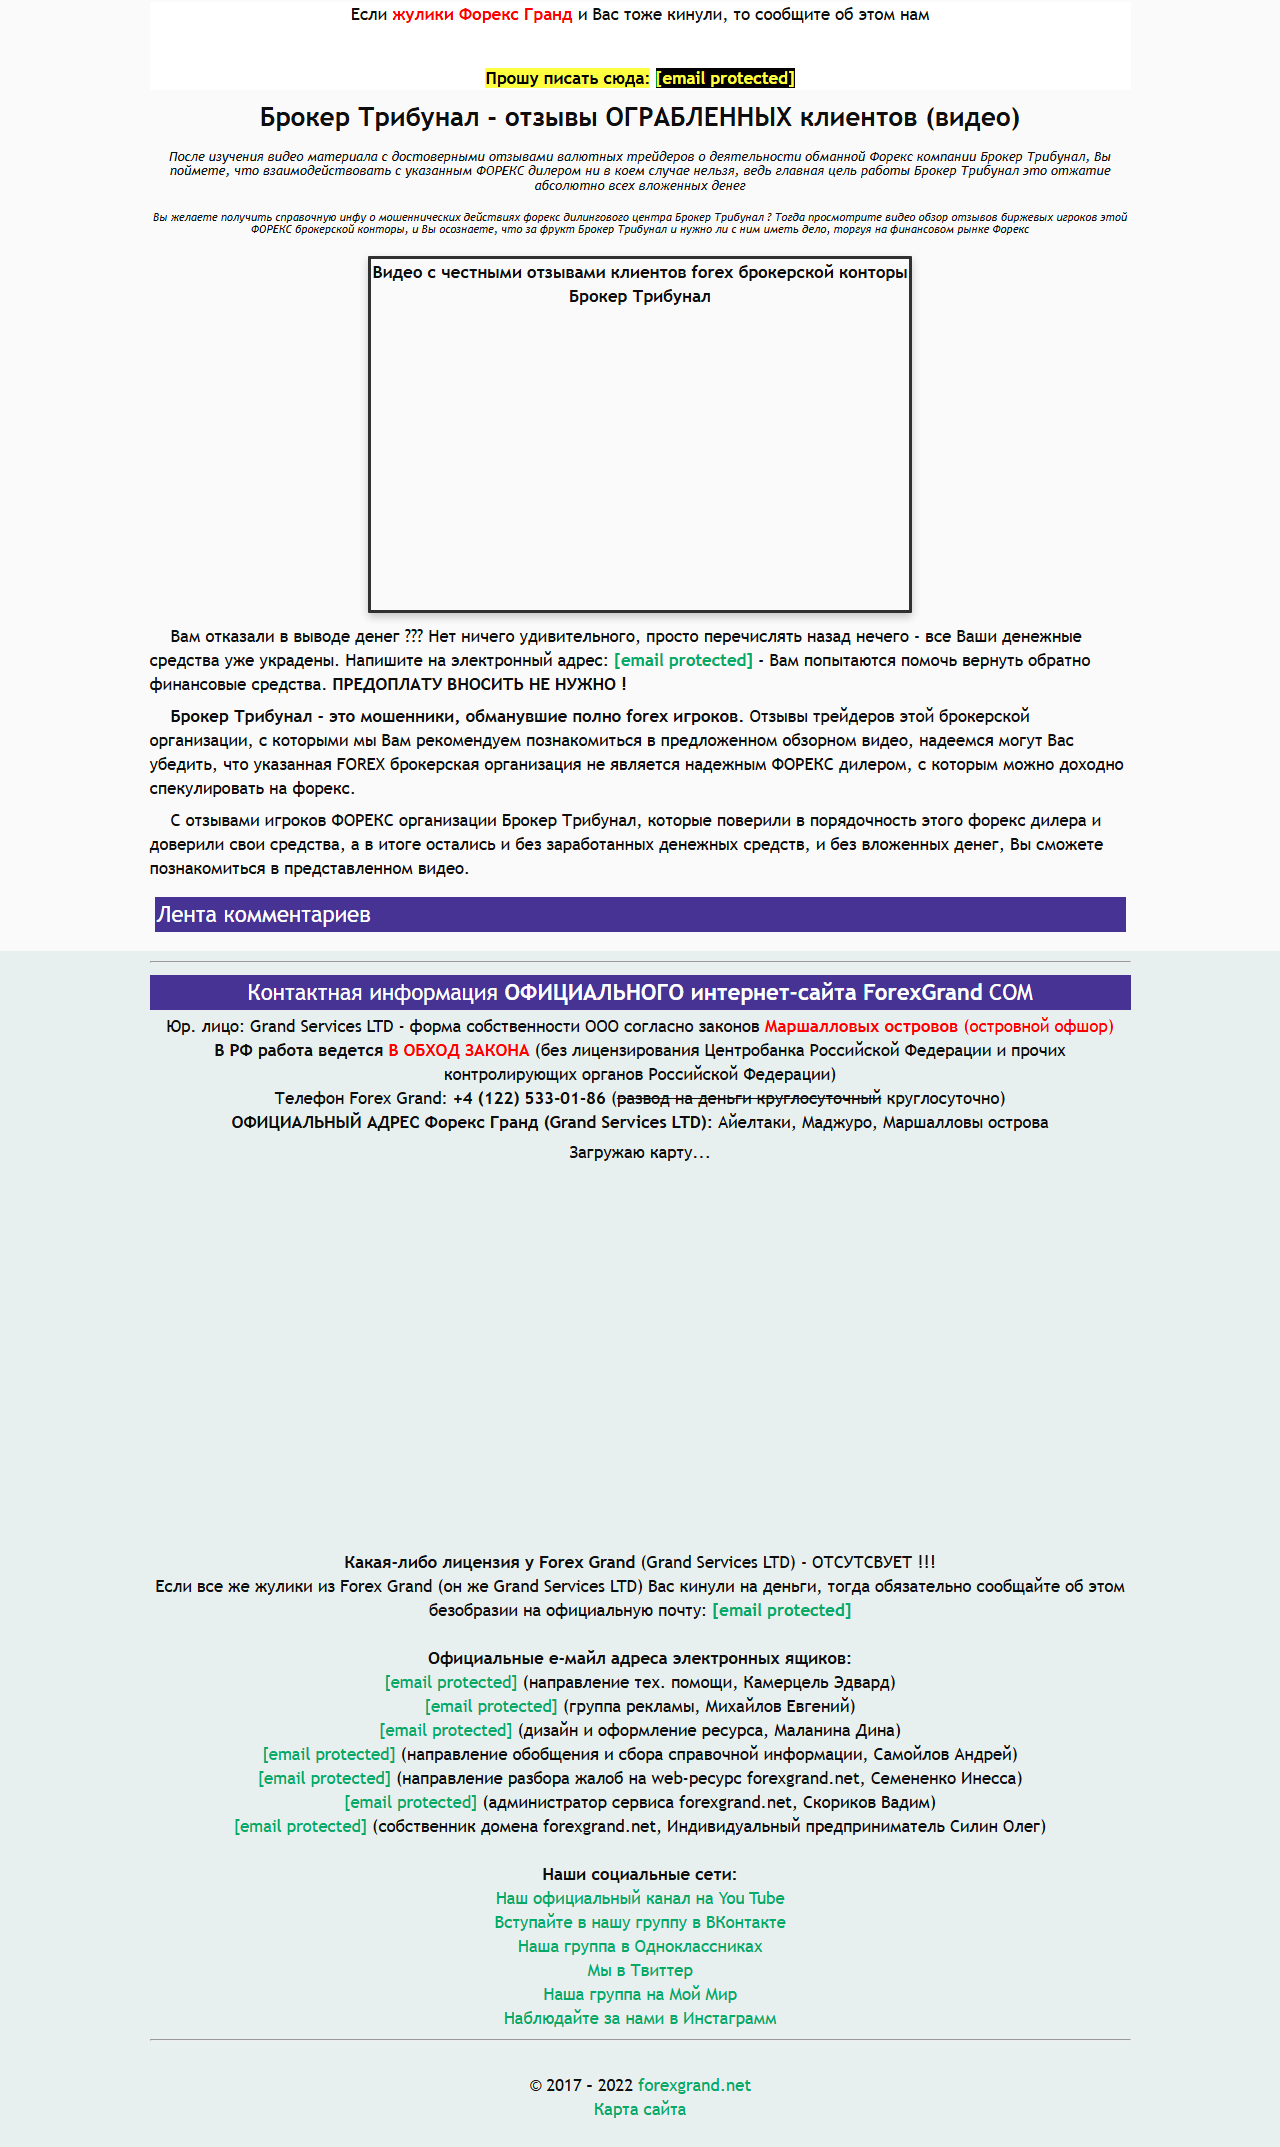 Если жулики Форекс Гранд и Вас тоже кинули, то сообщите об этом нам
Прошу писать сюда: [email protected]
Брокер Трибунал - отзывы ОГРАБЛЕННЫХ клиентов (видео)
После изучения видео материала с достоверными отзывами валютных трейдеров о деятельности обманной Форекс компании Брокер Трибунал, Вы
поймете, что взаимодействовать с указанным ФОРЕКС дилером ни в коем случае нельзя, ведь главная цель работы Брокер Трибунал это отжатие
абсолютно всех вложенных денег
Вы желаете получить справочную инфу о мошеннических действиях форекс дилингового центра Брокер Трибунал ? Тогда просмотрите видео обзор отзывов биржевых игроков этой
ФОРЕКС брокерской конторы, и Вы осознаете, что за фрукт Брокер Трибунал и нужно ли с ним иметь дело, торгуя на финансовом рынке Форекс
Видео с честными отзывами клиентов forex брокерской конторы
Брокер Трибунал
Вам отказали в выводе денег ??? Нет ничего удивительного, просто перечислять назад нечего - все Ваши денежные
средства уже украдены. Напишите на электронный адрес: [email protected] - Вам попытаются помочь вернуть обратно
финансовые средства. ПРЕДОПЛАТУ ВНОСИТЬ НЕ НУЖНО !
Брокер Трибунал - это мошенники, обманувшие полно forex игроков. Отзывы трейдеров этой брокерской
организации, с которыми мы Вам рекомендуем познакомиться в предложенном обзорном видео, надеемся могут Вас
убедить, что указанная FOREX брокерская организация не является надежным ФОРЕКС дилером, с которым можно доходно
спекулировать на форекс.
С отзывами игроков ФОРЕКС организации Брокер Трибунал, которые поверили в порядочность этого форекс дилера и
доверили свои средства, а в итоге остались и без заработанных денежных средств, и без вложенных денег, Вы сможете
познакомиться в представленном видео.
Лента комментариев
Контактная информация ОФИЦИАЛЬНОГО интернет-сайта ForexGrand COM
Юр. лицо: Grand Services LTD - форма собственности ООО согласно законов Маршалловых островов (островной офшор)
В РФ работа ведется В ОБХОД ЗАКОНА (без лицензирования Центробанка Российской Федерации и прочих
контролирующих органов Российской Федерации)
Телефон Forex Grand: +4 (122) 533-01-86 (развод на деньги круглосуточный круглосуточно)
ОФИЦИАЛЬНЫЙ АДРЕС Форекс Гранд (Grand Services LTD): Айелтаки, Маджуро, Маршалловы острова
Загружаю карту...
Какая-либо лицензия у Forex Grand (Grand Services LTD) - ОТСУТСВУЕТ !!!
Если все же жулики из Forex Grand (он же Grand Services LTD) Вас кинули на деньги, тогда обязательно сообщайте об этом
безобразии на официальную почту: [email protected]
Официальные е-майл адреса электронных ящиков:
[email protected] (направление тех. помощи, Камерцель Эдвард)
[email protected] (группа рекламы, Михайлов Евгений)
[email protected] (дизайн и оформление ресурса, Маланина Дина)
[email protected] (направление обобщения и сбора справочной информации, Самойлов Андрей)
[email protected] (направление разбора жалоб на web-ресурс forexgrand.net, Семененко Инесса)
[email protected] (администратор сервиса forexgrand.net, Скориков Вадим)
[email protected] (собственник домена forexgrand.net, Индивидуальный предприниматель Силин Олег)
Наши социальные сети:
Наш официальный канал на You Tube
Вступайте в нашу группу в ВКонтакте
Наша группа в Одноклассниках
Мы в Твиттер
Наша группа на Мой Мир
Наблюдайте за нами в Инстаграмм
© 2017 – 2022 forexgrand.net
Карта сайта